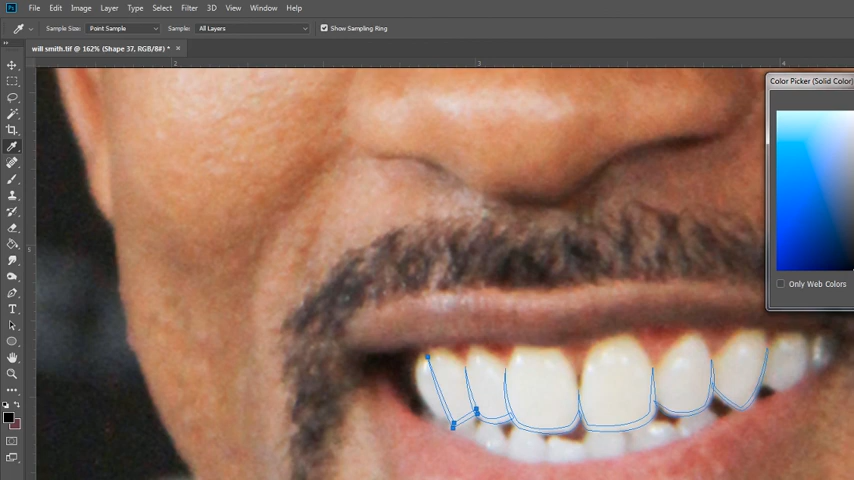 Ps File Edit Image Layer Type Select Filter 3D View Window Help
Sample Size: Point Sample Sample: All Layers Show Sampling Ring
will smith.tif @ 162% (Shape 37, RGB/8#) * ×
2 3 4
Color Picker (Solid Color)
5
Only Web Colors
T